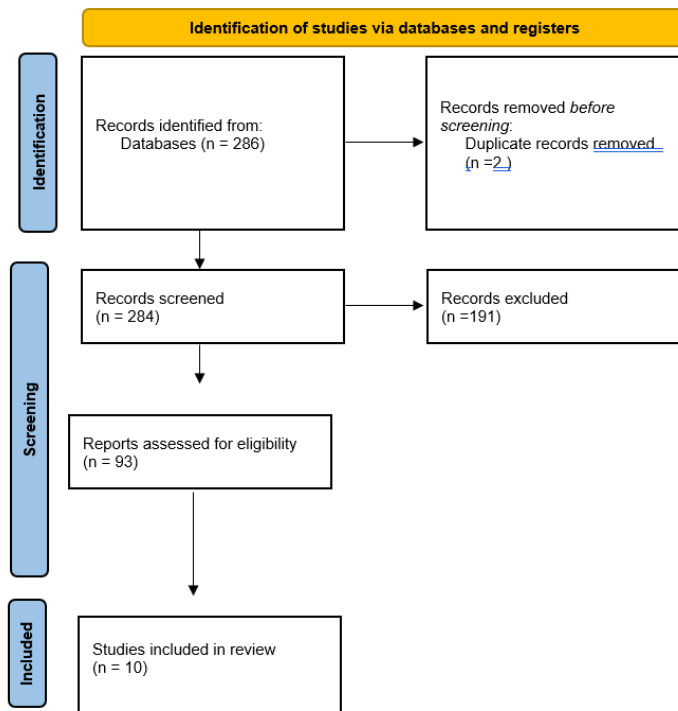 Identification of studies via databases and registers
Identification
Records identified from:
Databases (n = 286)
Records removed before
screening:
Duplicate records removed
(n =2 )
Screening
Records screened
(n = 284)
Records excluded
(n =191)
Reports assessed for eligibility
(n = 93)
Included
Studies included in review
(n = 10)